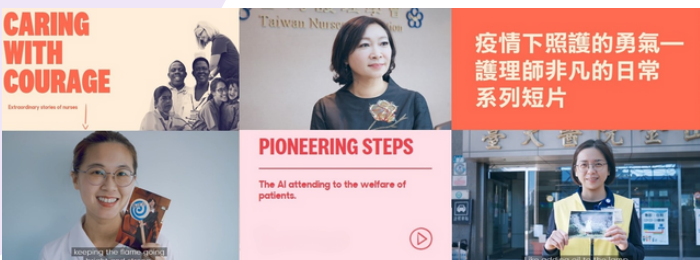 CARING
WITH
COURAGE
Extraordinary stories of nurses
Taiwan Nurses
疫情下照護的勇氣—
護理師非凡的日常
系列短片
keeping the flame going
PIONEERING STEPS
The AI attending to the welfare of
patients.
臺大醫院金山